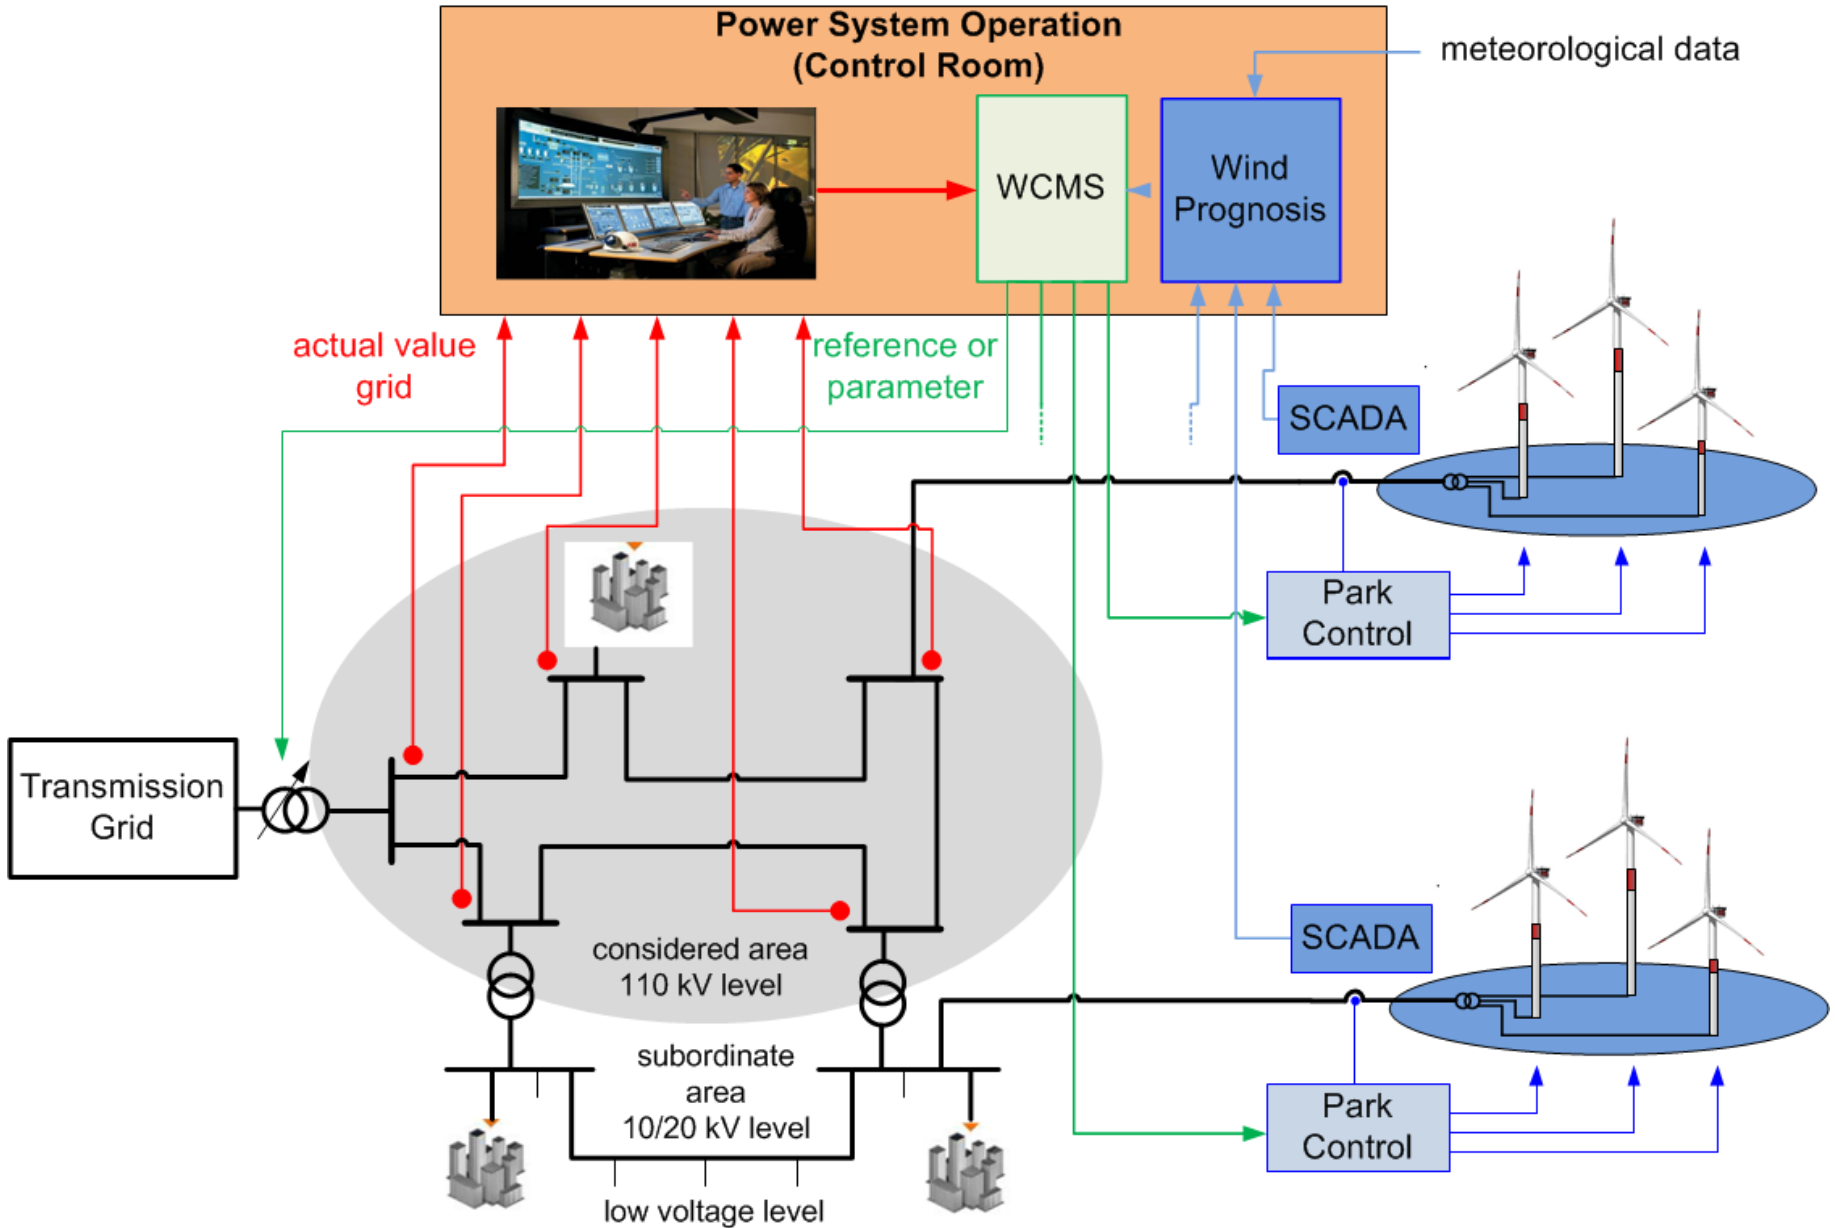 Power System Operation
(Control Room)
meteorological data
WCMS
Wind
Prognosis
actual value
grid
reference or
parameter
SCADA
Park
Control
Transmission
Grid
considered area
110 kV level
SCADA
subordinate
area
10/20 kV level
Park
Control
low voltage level